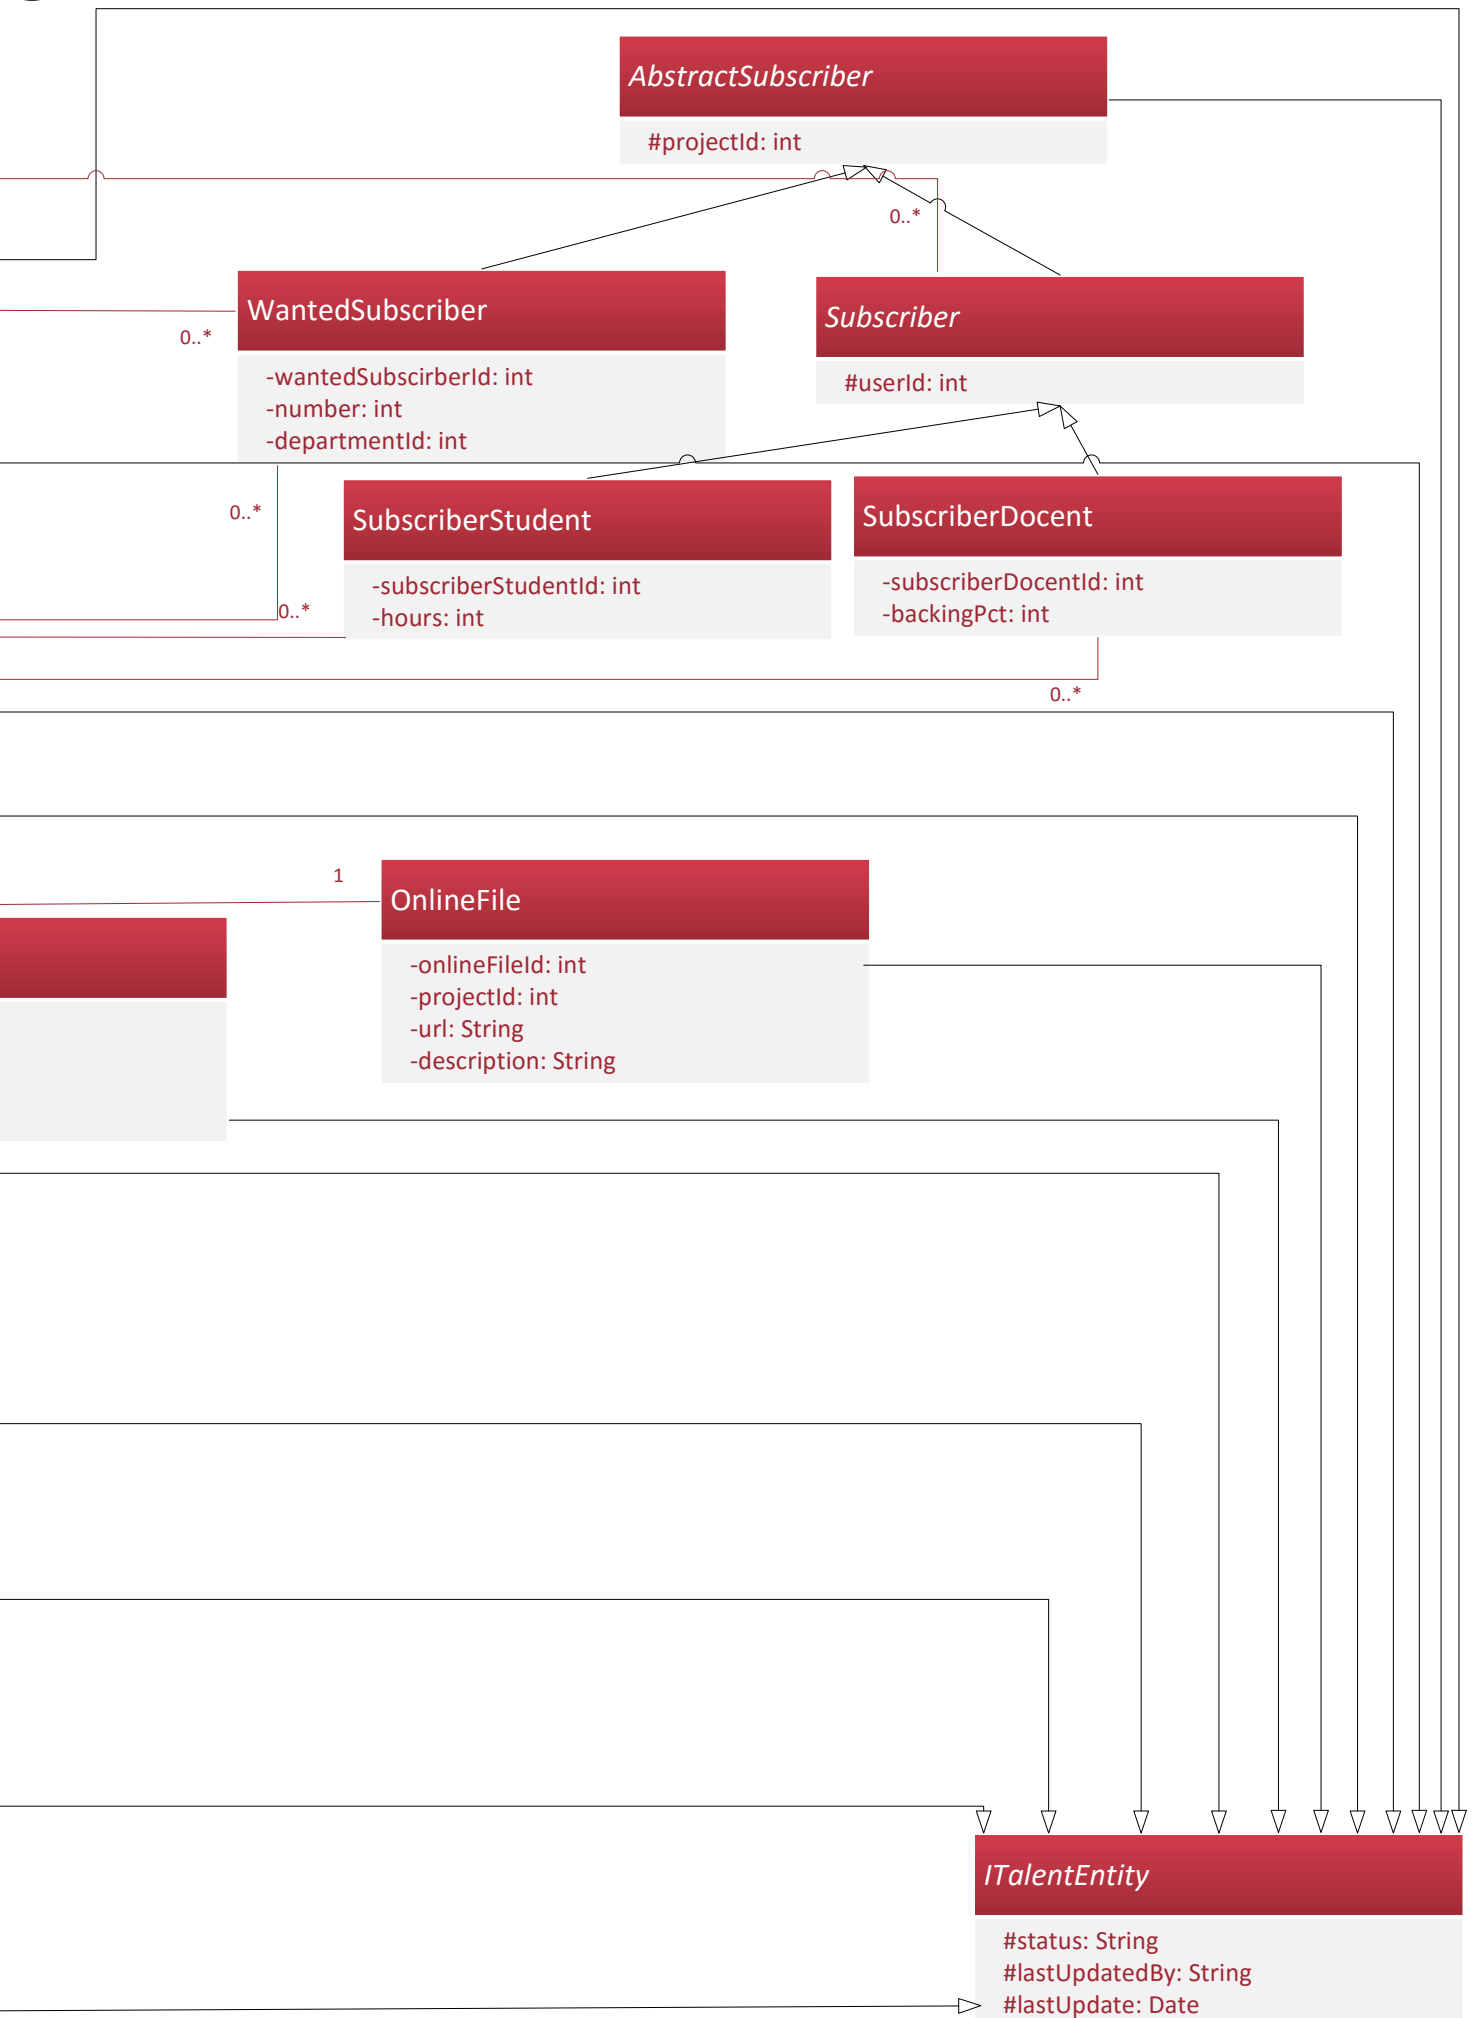 AbstractSubscriber
#projectId: int
0..*
WantedSubscriber
0..*
-wantedSubscirberId: int
-number: int
-departmentId: int
Subscriber
#userId: int
0..*
SubscriberStudent
-subscriberStudentId: int
-hours: int
0..*
SubscriberDocent
-subscriberDocentId: int
-backingPct: int
0..*
1
OnlineFile
-onlineFileId: int
-projectId: int
-url: String
-description: String
ITalentEntity
#status: String
#lastUpdatedBy: String
#lastUpdate: Date